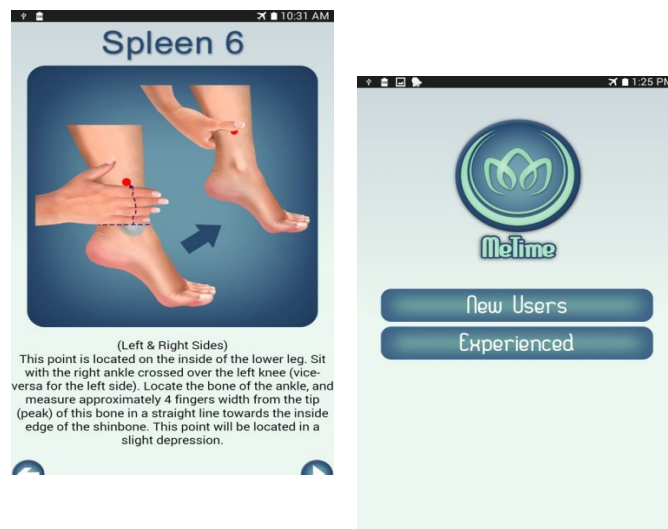 10:31 AM
Spleen 6
(Left & Right Sides)
This point is located on the inside of the lower leg. Sit
with the right ankle crossed over the left knee (vice-
versa for the left side). Locate the bone of the ankle, and
measure approximately 4 fingers width from the tip
(peak) of this bone in a straight line towards the inside
edge of the shinbone. This point will be located in a
slight depression.
1:25 PM
MeTime
New Users
Experienced